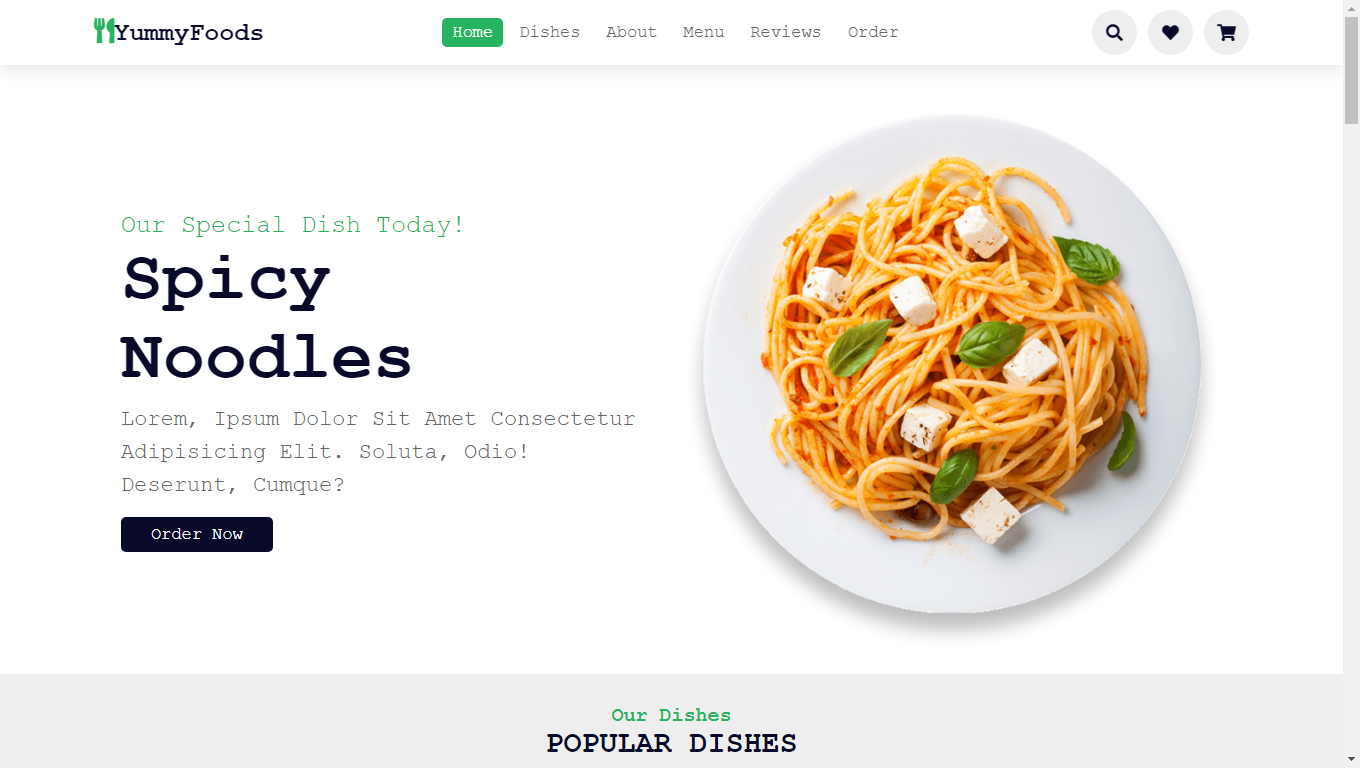 YummyFoods
Home Dishes About Menu Reviews Order
Our Special Dish Today!
Spicy
Noodles
Lorem, Ipsum Dolor Sit Amet Consectetur
Adipisicing Elit. Soluta, Odio!
Deserunt, Cumque?
Order Now
Our Dishes
POPULAR DISHES